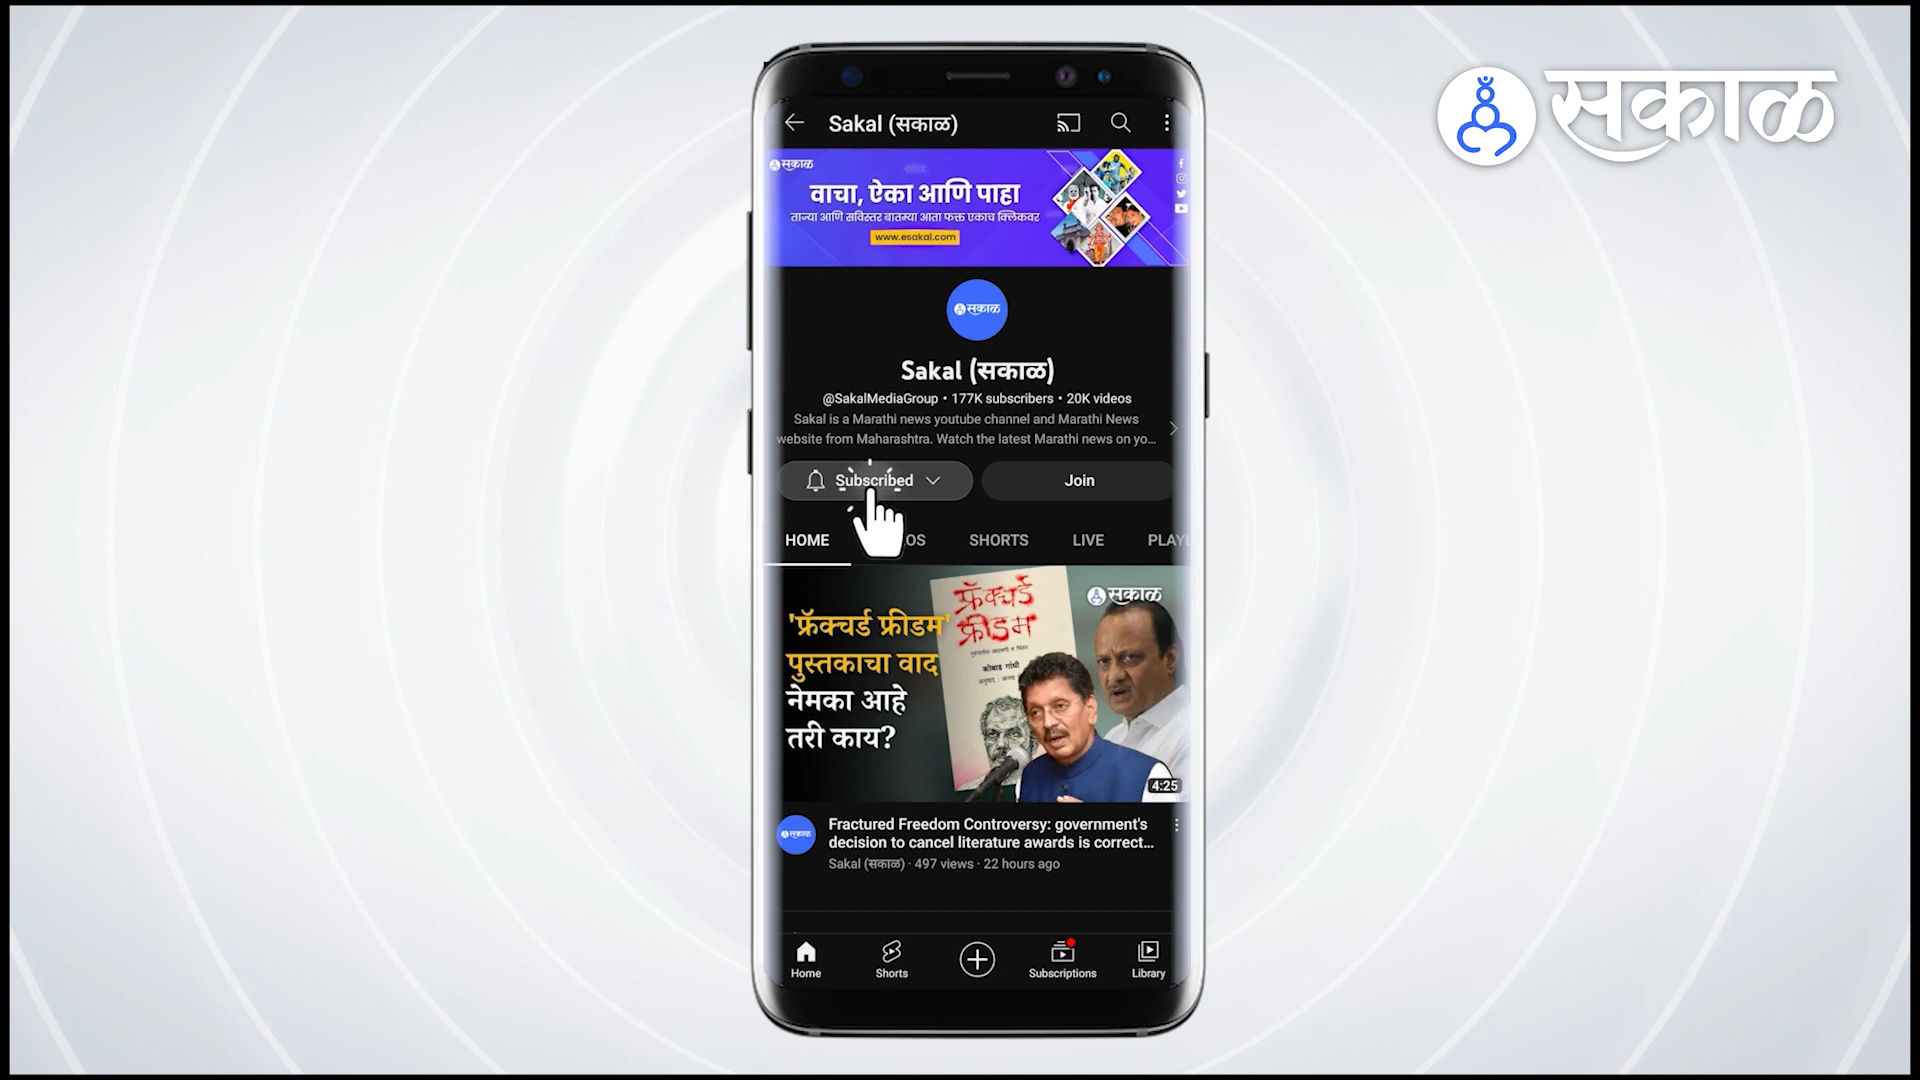 सकाळ
Sakal (सकाळ)
सकाळ
वाचा, ऐका आणि पाहा
ताज्या आणि सविस्तर बातम्या आता फक्त एकाच क्लिकवर
www.esakal.com
सकाळ
Sakal (सकाळ)
@SakalMediaGroup • 177K subscribers • 20K videos
Sakal is a Marathi news youtube channel and Marathi News
website from Maharashtra. Watch the latest Marathi news on yo...
Subscribed
Join
HOME
SHORTS
LIVE
PLAYL
सकाळ
'फ्रॅक्चर्ड फ्रीडम'
पुस्तकाचा वाद
नेमका आहे
तरी काय?
फ्रॅक्चर्ड
फ्रीडम
कोबाड गांधी
4:25
सकाळ
Fractured Freedom Controversy: government's
decision to cancel literature awards is correct...
Sakal (सकाळ) · 497 views · 22 hours ago
Home
Shorts
Subscriptions
Library